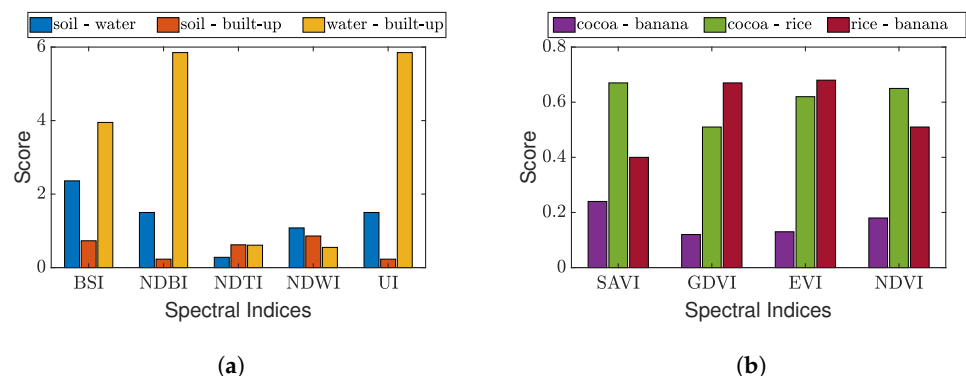 soil - water soil - built-up water - built-up
6
4
2
0
Score
BSI NDBI NDTI NDWI UI
Spectral Indices
(a)
cocoa - banana cocoa - rice rice - banana
0.8
0.6
0.4
0.2
0
Score
SAVI GDVI EVI NDVI
Spectral Indices
(b)